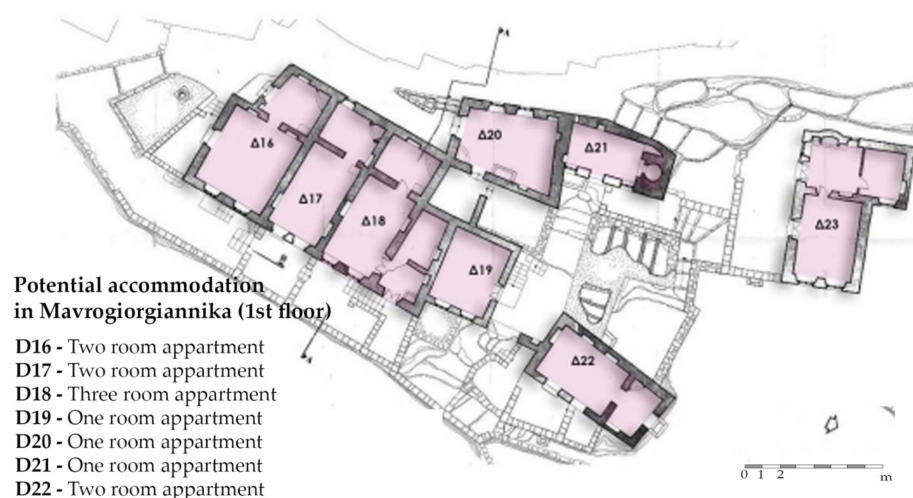 A
Δ20
Δ21
Δ16
Δ17
Δ18
Δ23
Δ19
Δ22
A
Potential accommodation
in Mavrogiorgiannika (1st floor)
D16 - Two room appartment
D17 - Two room appartment
D18 - Three room appartment
D19 - One room appartment
D20 - One room appartment
D21 - One room appartment
D22 - Two room appartment
0 1 2 m